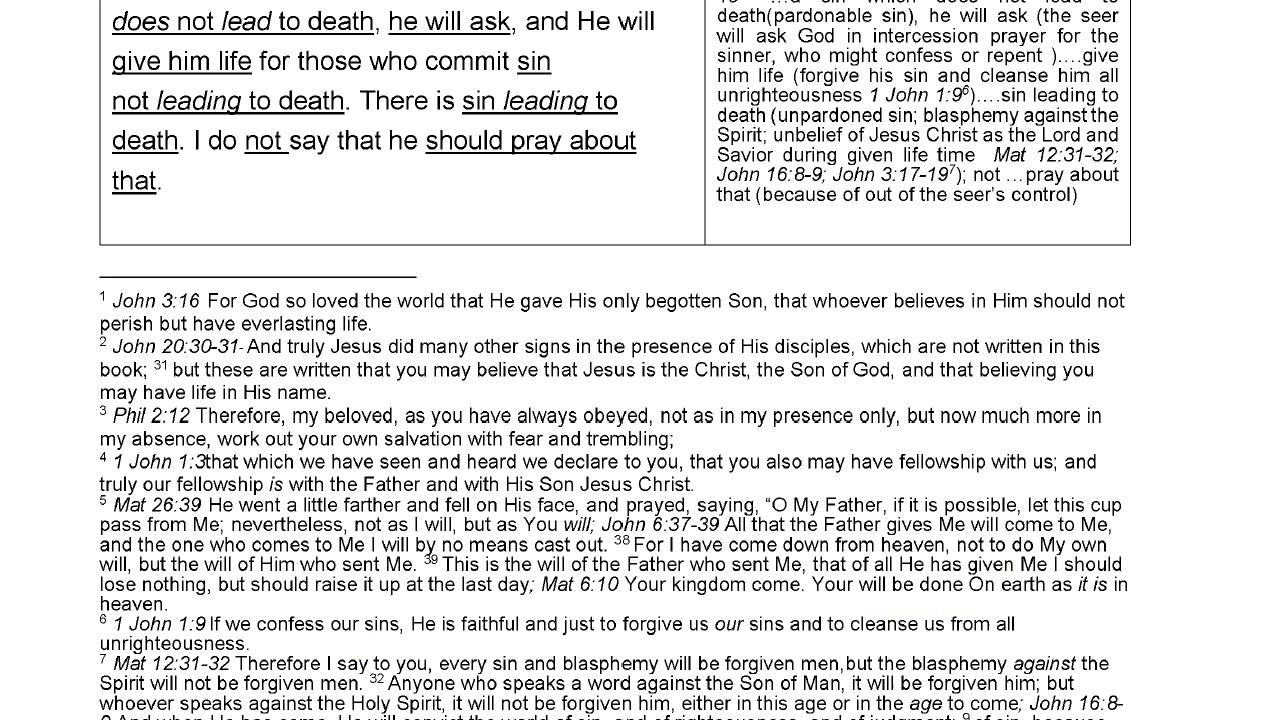 does not lead to death, he will ask, and He will
give him life for those who commit sin
not leading to death. There is sin leading to
death. I do not say that he should pray about
that.
death(pardonable sin), he will ask (the seer
will ask God in intercession prayer for the
sinner, who might confess or repent )….give
him life (forgive his sin and cleanse him all
unrighteousness 1 John 1:9⁶)….sin leading to
death (unpardoned sin; blasphemy against the
Spirit; unbelief of Jesus Christ as the Lord and
Savior during given life time Mat 12:31-32;
John 16:8-9; John 3:17-19⁷); not …pray about
that (because of out of the seer's control)
¹ John 3:16 For God so loved the world that He gave His only begotten Son, that whoever believes in Him should not
perish but have everlasting life.
² John 20:30-31 And truly Jesus did many other signs in the presence of His disciples, which are not written in this
book; ³¹ but these are written that you may believe that Jesus is the Christ, the Son of God, and that believing you
may have life in His name.
³ Phil 2:12 Therefore, my beloved, as you have always obeyed, not as in my presence only, but now much more in
my absence, work out your own salvation with fear and trembling;
⁴ 1 John 1:3that which we have seen and heard we declare to you, that you also may have fellowship with us; and
truly our fellowship is with the Father and with His Son Jesus Christ.
⁵ Mat 26:39 He went a little farther and fell on His face, and prayed, saying, “O My Father, if it is possible, let this cup
pass from Me; nevertheless, not as I will, but as You will; John 6:37-39 All that the Father gives Me will come to Me,
and the one who comes to Me I will by no means cast out. ³⁸ For I have come down from heaven, not to do My own
will, but the will of Him who sent Me. ³⁹ This is the will of the Father who sent Me, that of all He has given Me I should
lose nothing, but should raise it up at the last day; Mat 6:10 Your kingdom come. Your will be done On earth as it is in
heaven.
⁶ 1 John 1:9 If we confess our sins, He is faithful and just to forgive us our sins and to cleanse us from all
unrighteousness.
⁷ Mat 12:31-32 Therefore I say to you, every sin and blasphemy will be forgiven men, but the blasphemy against the
Spirit will not be forgiven men. ³² Anyone who speaks a word against the Son of Man, it will be forgiven him; but
whoever speaks against the Holy Spirit, it will not be forgiven him, either in this age or in the age to come; John 16:8-